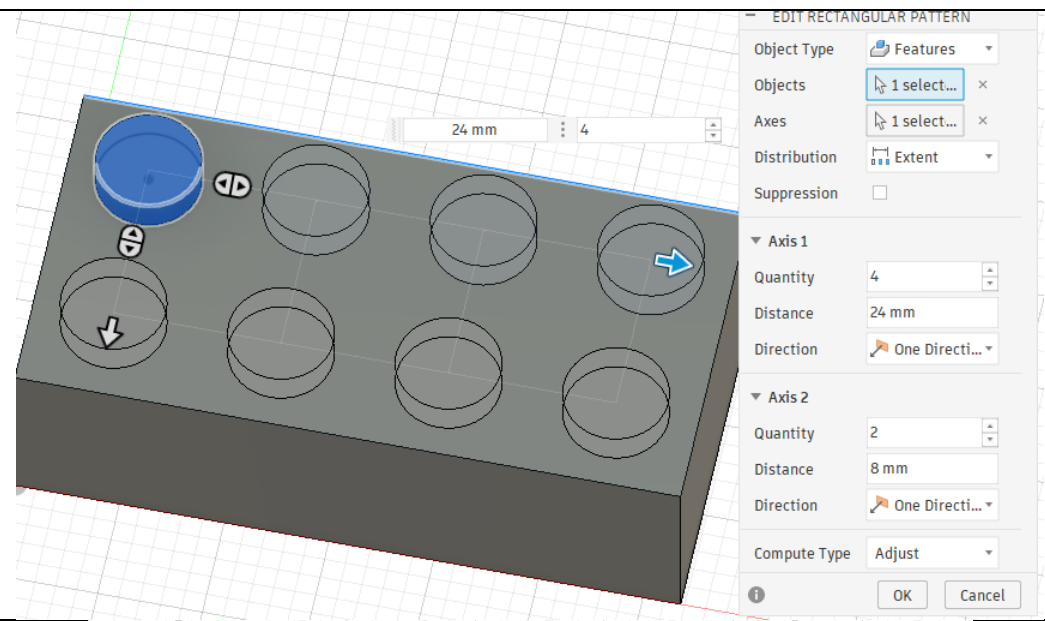 EDIT RECTANGULAR PATTERN
Object Type Features
Objects 1 select...
Axes 1 select...
Distribution Extent
Suppression
24 mm 4
Axis 1
Quantity 4
Distance 24 mm
Direction One Directi...
Axis 2
Quantity 2
Distance 8 mm
Direction One Directi...
Compute Type Adjust
OK Cancel